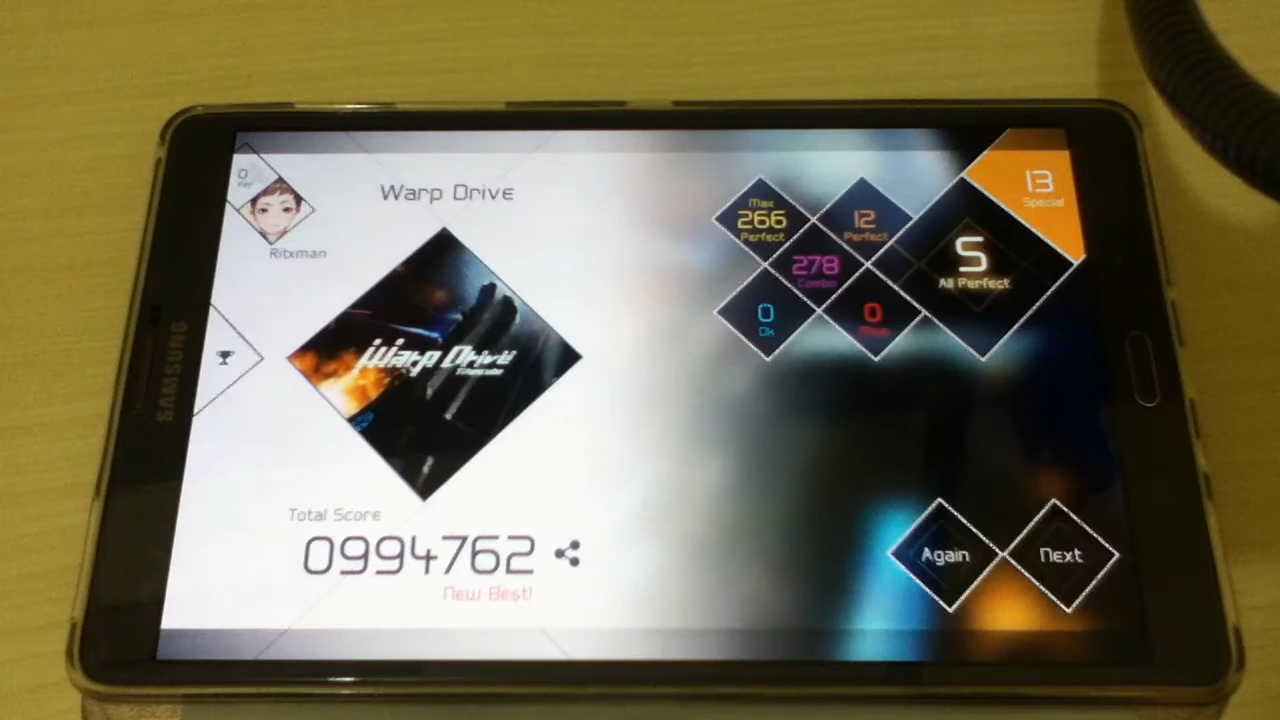 0
Key
Ritxman
Warp Drive
Warp Drive
Total Score
0994762
New Best!
Max
266
Perfect
12
Perfect
278
Combo
0
Ok
0
Miss
S
All Perfect
13
Special
Again
Next
SAMSUNG